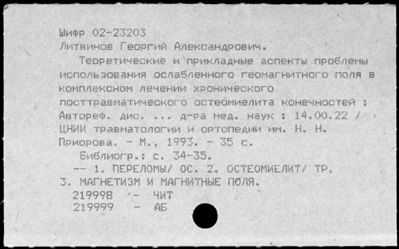 Шифр 02-23203
Литвинов Георгий Александрович.
Теоретические и прикладные аспекты проблемы
использования ослабленного геомагнитного поля в
комплексном лечении хронического
посттравматического остеомиелита конечностей :
Автореф. дис. ... д-ра мед. наук : 14.00.22 /
ЦНИИ травматологии и ортопедии им. Н. Н.
Приорова. - М., 1993. - 35 с.
Библиогр.: с. 34-35.
-- 1. ПЕРЕЛОМЫ/ ОС. 2. ОСТЕОМИЕЛИТ/ ТР.
3. МАГНЕТИЗМ И МАГНИТНЫЕ ПОЛЯ.
219998 - ЧИТ
219999 - АБ